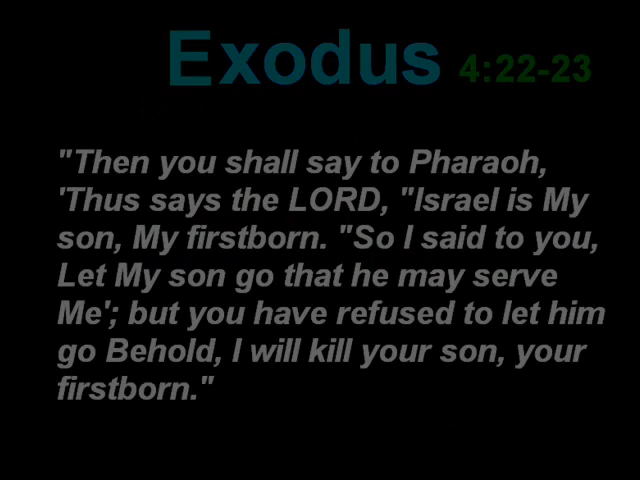 Exodus 4:22-23
"Then you shall say to Pharaoh,
'Thus says the LORD, "Israel is My
son, My firstborn. "So I said to you,
Let My son go that he may serve
Me'; but you have refused to let him
go Behold, I will kill your son, your
firstborn."